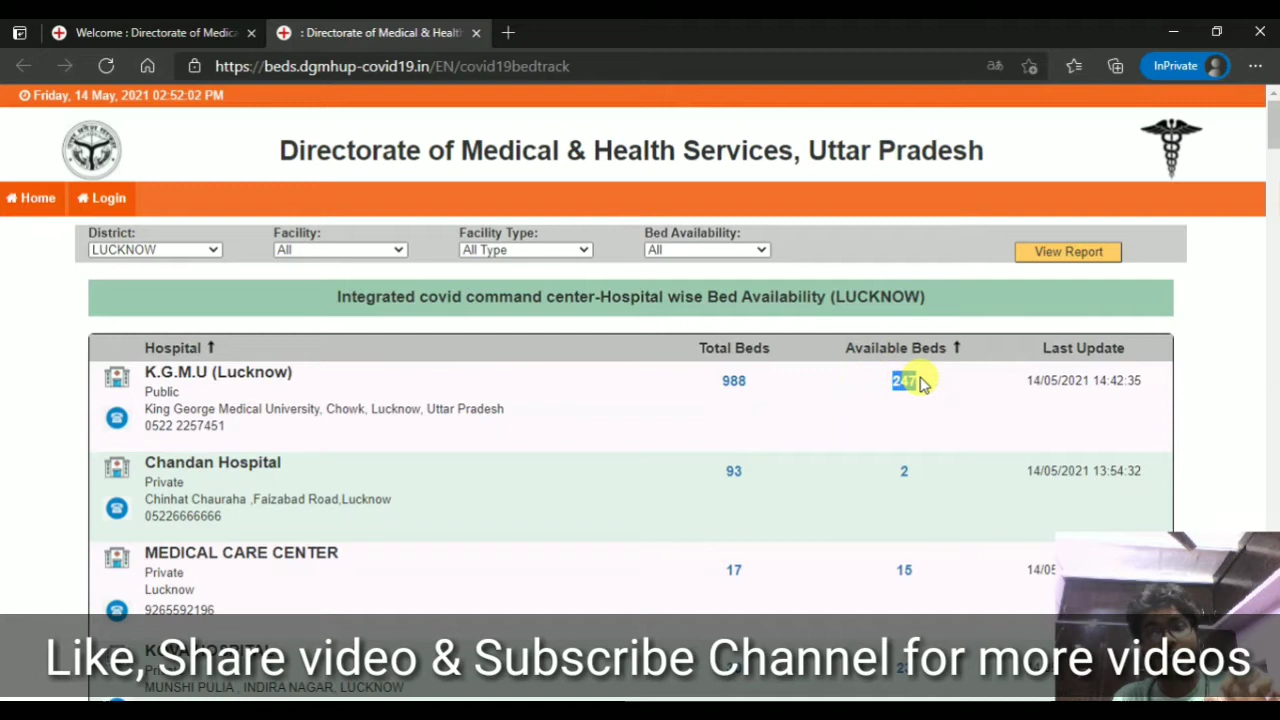 Welcome : Directorate of Medica
: Directorate of Medical & Healt
https://beds.dgmhup-covid19.in/EN/covid19bedtrack
InPrivate
Friday, 14 May, 2021 02:52:02 PM
Directorate of Medical & Health Services, Uttar Pradesh
Home
Login
District:
Facility:
Facility Type:
Bed Availability:
LUCKNOW
All
All Type
All
View Report
Integrated covid command center-Hospital wise Bed Availability (LUCKNOW)
Hospital
Total Beds
Available Beds
Last Update
K.G.M.U (Lucknow)
Public
King George Medical University, Chowk, Lucknow, Uttar Pradesh
0522 2257451
988
247
14/05/2021 14:42:35
Chandan Hospital
Private
Chinhat Chauraha ,Faizabad Road,Lucknow
05226666666
93
2
14/05/2021 13:54:32
MEDICAL CARE CENTER
Private
Lucknow
9265592196
17
15
14/05
Like, Share video & Subscribe Channel for more videos
MUNSHI PULIA , INDIRA NAGAR, LUCKNOW